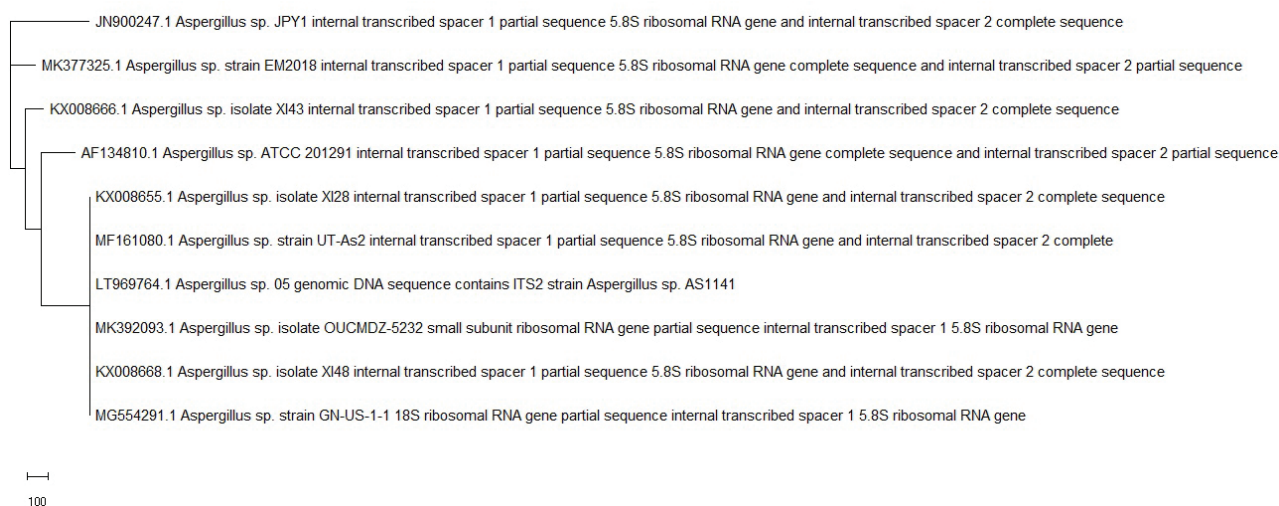 JN900247.1 Aspergillus sp. JPY1 internal transcribed spacer 1 partial sequence 5.8S ribosomal RNA gene and internal transcribed spacer 2 complete sequence
MK377325.1 Aspergillus sp. strain EM2018 internal transcribed spacer 1 partial sequence 5.8S ribosomal RNA gene complete sequence and internal transcribed spacer 2 partial sequence
KX008666.1 Aspergillus sp. isolate XI43 internal transcribed spacer 1 partial sequence 5.8S ribosomal RNA gene and internal transcribed spacer 2 complete sequence
AF134810.1 Aspergillus sp. ATCC 201291 internal transcribed spacer 1 partial sequence 5.8S ribosomal RNA gene complete sequence and internal transcribed spacer 2 partial sequence
KX008655.1 Aspergillus sp. isolate XI28 internal transcribed spacer 1 partial sequence 5.8S ribosomal RNA gene and internal transcribed spacer 2 complete sequence
MF161080.1 Aspergillus sp. strain UT-As2 internal transcribed spacer 1 partial sequence 5.8S ribosomal RNA gene and internal transcribed spacer 2 complete
LT969764.1 Aspergillus sp. 05 genomic DNA sequence contains ITS2 strain Aspergillus sp. AS1141
MK392093.1 Aspergillus sp. isolate OUCMDZ-5232 small subunit ribosomal RNA gene partial sequence internal transcribed spacer 1 5.8S ribosomal RNA gene
KX008668.1 Aspergillus sp. isolate XI48 internal transcribed spacer 1 partial sequence 5.8S ribosomal RNA gene and internal transcribed spacer 2 complete sequence
MG554291.1 Aspergillus sp. strain GN-US-1-1 18S ribosomal RNA gene partial sequence internal transcribed spacer 1 5.8S ribosomal RNA gene
100